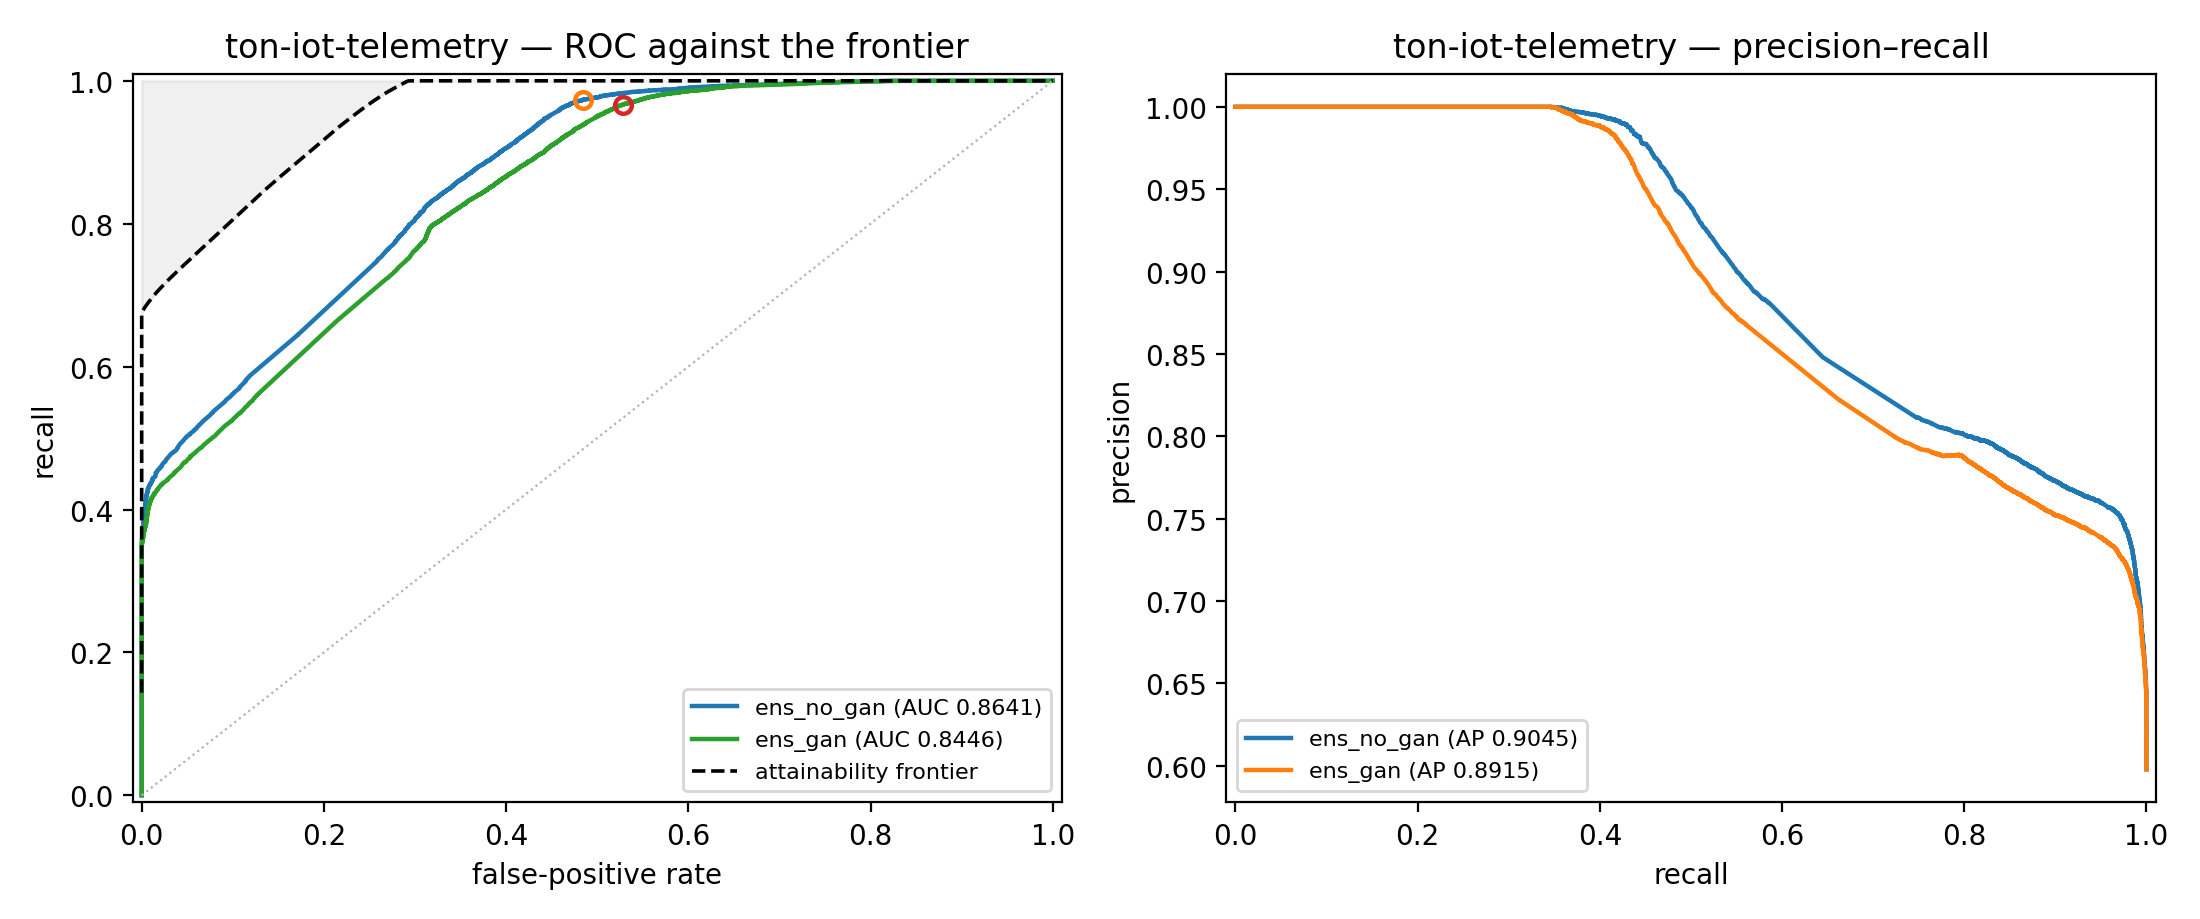 ton-iot-telemetry — ROC against the frontier
1.0
0.8
0.6
0.4
0.2
0.0
recall
0.0 0.2 0.4 0.6 0.8 1.0
false-positive rate
ens_no_gan (AUC 0.8641)
ens_gan (AUC 0.8446)
attainability frontier
ton-iot-telemetry — precision–recall
1.00
0.95
0.90
0.85
0.80
0.75
0.70
0.65
0.60
precision
0.0 0.2 0.4 0.6 0.8 1.0
recall
ens_no_gan (AP 0.9045)
ens_gan (AP 0.8915)